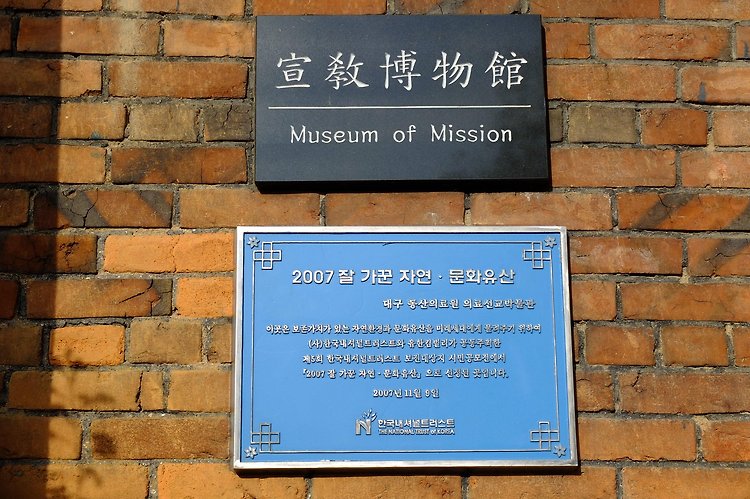 宣教博物館
Museum of Mission
2007 잘 가꾼 자연 · 문화유산
대구 동산의료원 의료선교박물관
이곳은 보존가치가 있는 자연환경과 문화유산을 미래세대에게 물려주기 위하여
(사)한국내셔널트러스트와 유한킴벌리가 공동주최한
제5회 한국내셔널트러스트 보전대상지 시민공모전에서
「2007 잘 가꾼 자연 · 문화유산」으로 선정된 곳입니다.
2007년 11월 9일
한국내셔널트러스트
THE NATIONAL TRUST of KOREA